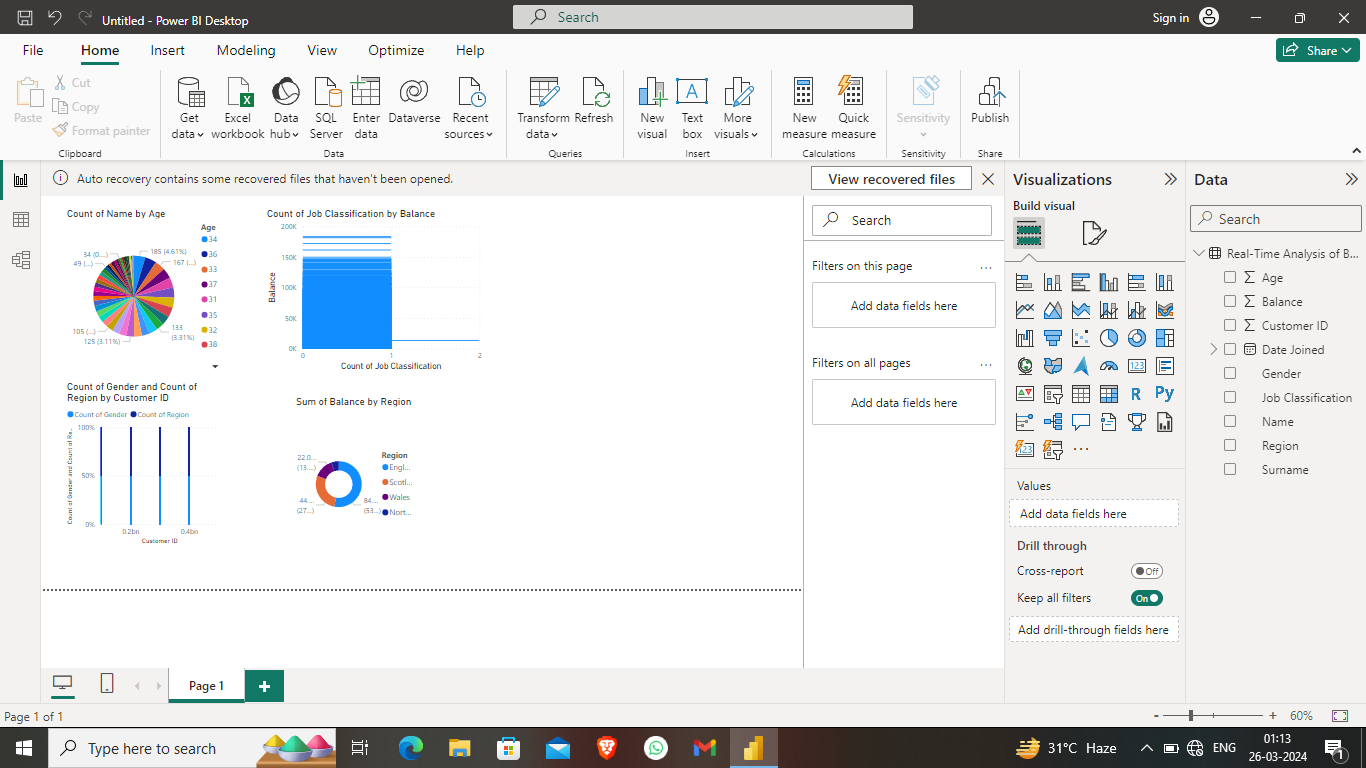 Untitled - Power BI Desktop
Search
Sign in
File Home Insert Modeling View Optimize Help
Share
Paste
Cut
Copy
Format painter
Clipboard
Get data
Excel workbook
Data hub
SQL Server
Enter data
Dataverse
Recent sources
Data
Transform data
Refresh
Queries
New visual
Text box
More visuals
Insert
New measure
Quick measure
Calculations
Sensitivity
Sensitivity
Publish
Share
Auto recovery contains some recovered files that haven't been opened.
View recovered files
Count of Name by Age
34 (0....)
185 (4.61%)
49 (...)
167 (...)
105 (...)
133
(3.31%)
125 (3.11%)
Age
34
36
33
37
31
35
32
38
Count of Job Classification by Balance
Balance
200K
150K
100K
50K
0K
0 1 2
Count of Job Classification
Count of Gender and Count of
Region by Customer ID
Count of Gender Count of Region
Count of Gender and Count of Re...
100%
50%
0%
0.2bn 0.4bn
Customer ID
Sum of Balance by Region
22.0...
(13....)
44....
(27...)
84....
(53...)
Region
Engl...
Scotl...
Wales
Nort...
Search
Filters on this page ...
Add data fields here
Filters on all pages ...
Add data fields here
Visualizations
Build visual
R Py
123
123
...
Values
Add data fields here
Drill through
Cross-report Off
Keep all filters On
Add drill-through fields here
Data
Search
Real-Time Analysis of B...
Age
Balance
Customer ID
Date Joined
Gender
Job Classification
Name
Region
Surname
Page 1
+
Page 1 of 1
- + 60%
Type here to search
31°C Haze
ENG
01:13
26-03-2024
1